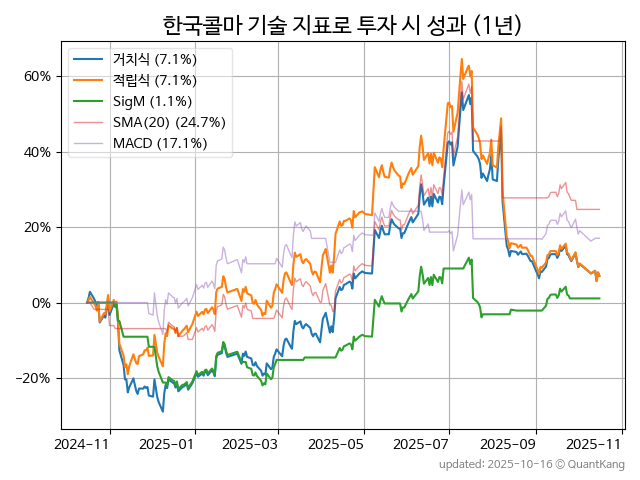 한국콜마 기술 지표로 투자 시 성과 (1년)
거치식 (7.1%)
적립식 (7.1%)
SigM (1.1%)
SMA(20) (24.7%)
MACD (17.1%)
60%
40%
20%
0%
−20%
2024-11 2025-01 2025-03 2025-05 2025-07 2025-09 2025-11
updated: 2025-10-16 ⓒ QuantKang